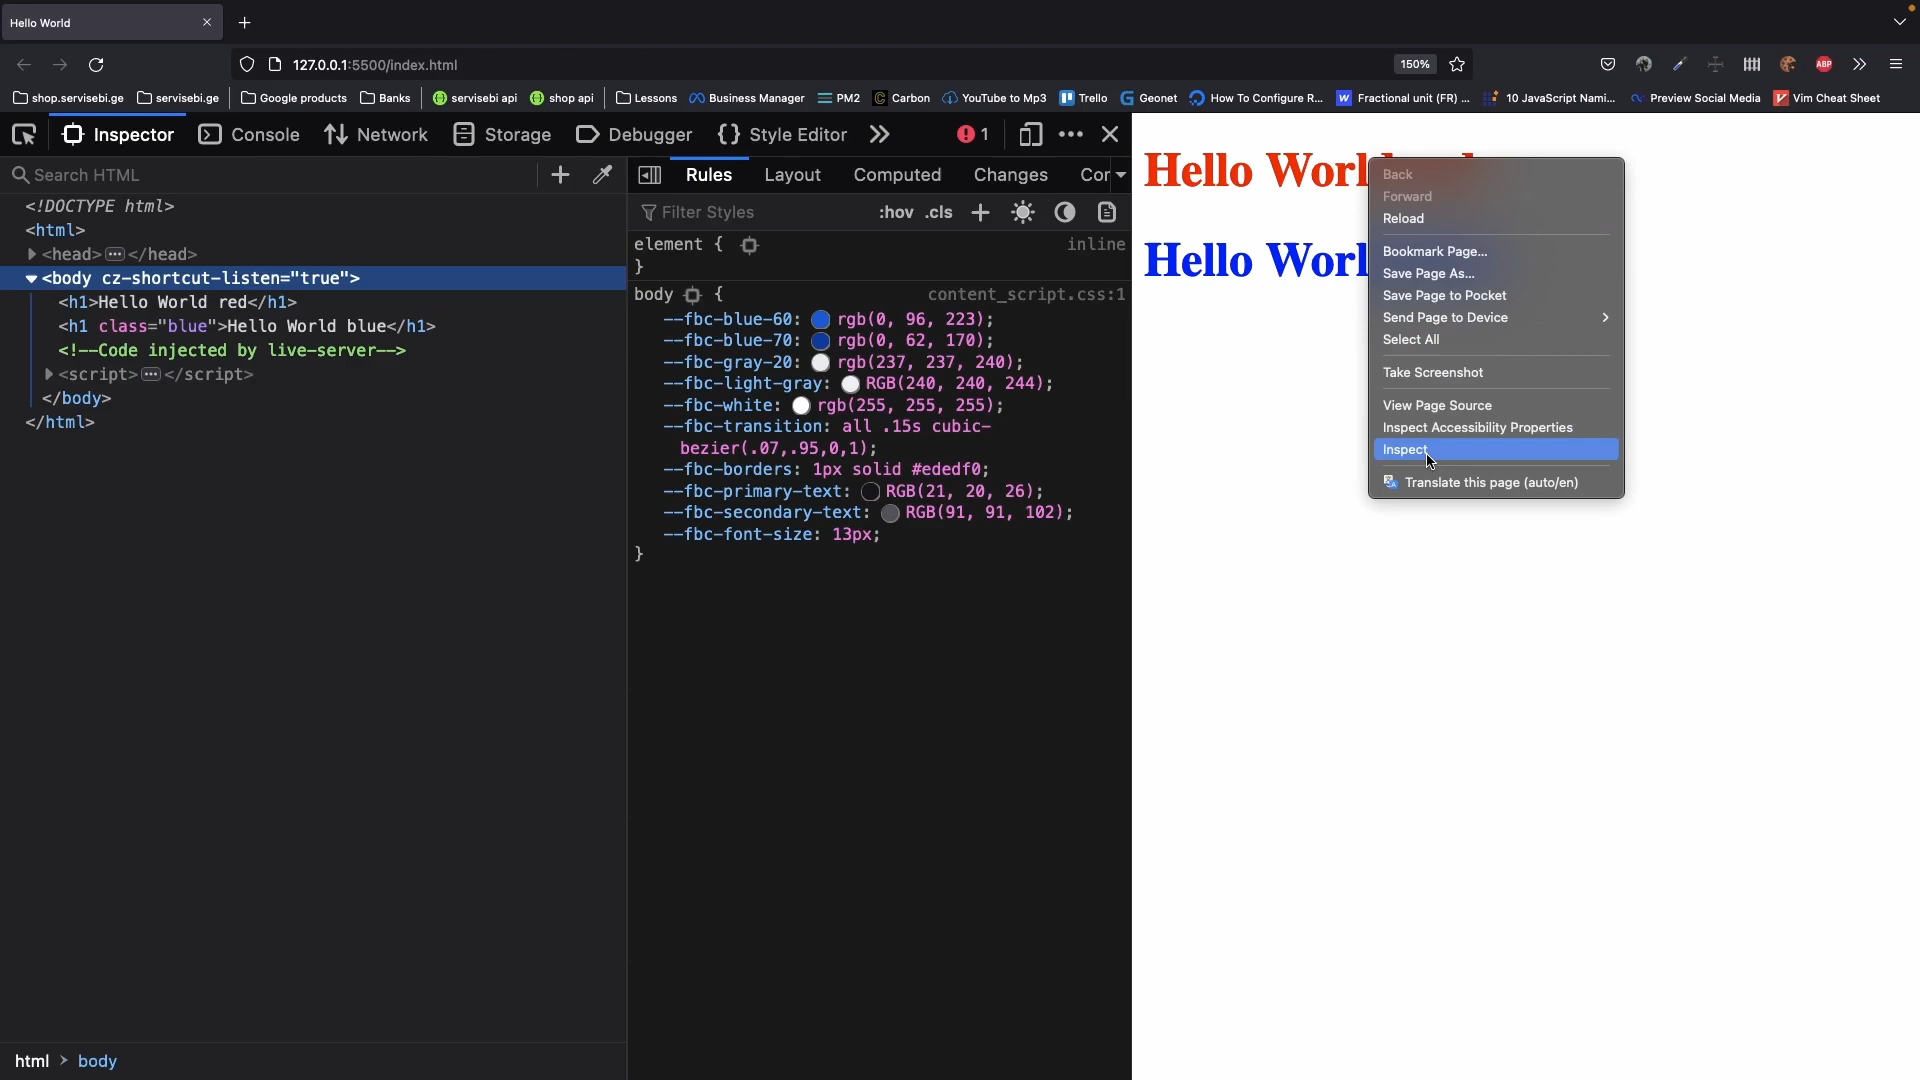 Hello World
127.0.0.1:5500/index.html
150%
ABP
shop.servisebi.ge
servisebi.ge
Google products
Banks
servisebi api
shop api
Lessons
Business Manager
PM2
Carbon
YouTube to Mp3
Trello
Geonet
How To Configure R...
Fractional unit (FR) ...
10 JavaScript Nami...
Preview Social Media
Vim Cheat Sheet
Inspector
Console
Network
Storage
Debugger
Style Editor
1
Search HTML
<!DOCTYPE html>
<html>
<head> ... </head>
<body cz-shortcut-listen="true">
<h1>Hello World red</h1>
<h1 class="blue">Hello World blue</h1>
<!--Code injected by live-server-->
<script> ... </script>
</body>
</html>
html > body
Rules
Layout
Computed
Changes
Filter Styles
:hov .cls
element { inline
}
body { content_script.css:1
--fbc-blue-60: rgb(0, 96, 223);
--fbc-blue-70: rgb(0, 62, 170);
--fbc-gray-20: rgb(237, 237, 240);
--fbc-light-gray: RGB(240, 240, 244);
--fbc-white: rgb(255, 255, 255);
--fbc-transition: all .15s cubic-
bezier(.07,.95,0,1);
--fbc-borders: 1px solid #ededf0;
--fbc-primary-text: RGB(21, 20, 26);
--fbc-secondary-text: RGB(91, 91, 102);
--fbc-font-size: 13px;
}
Hello
Hello
Back
Forward
Reload
Bookmark Page...
Save Page As...
Save Page to Pocket
Send Page to Device
Select All
Take Screenshot
View Page Source
Inspect Accessibility Properties
Inspect
Translate this page (auto/en)